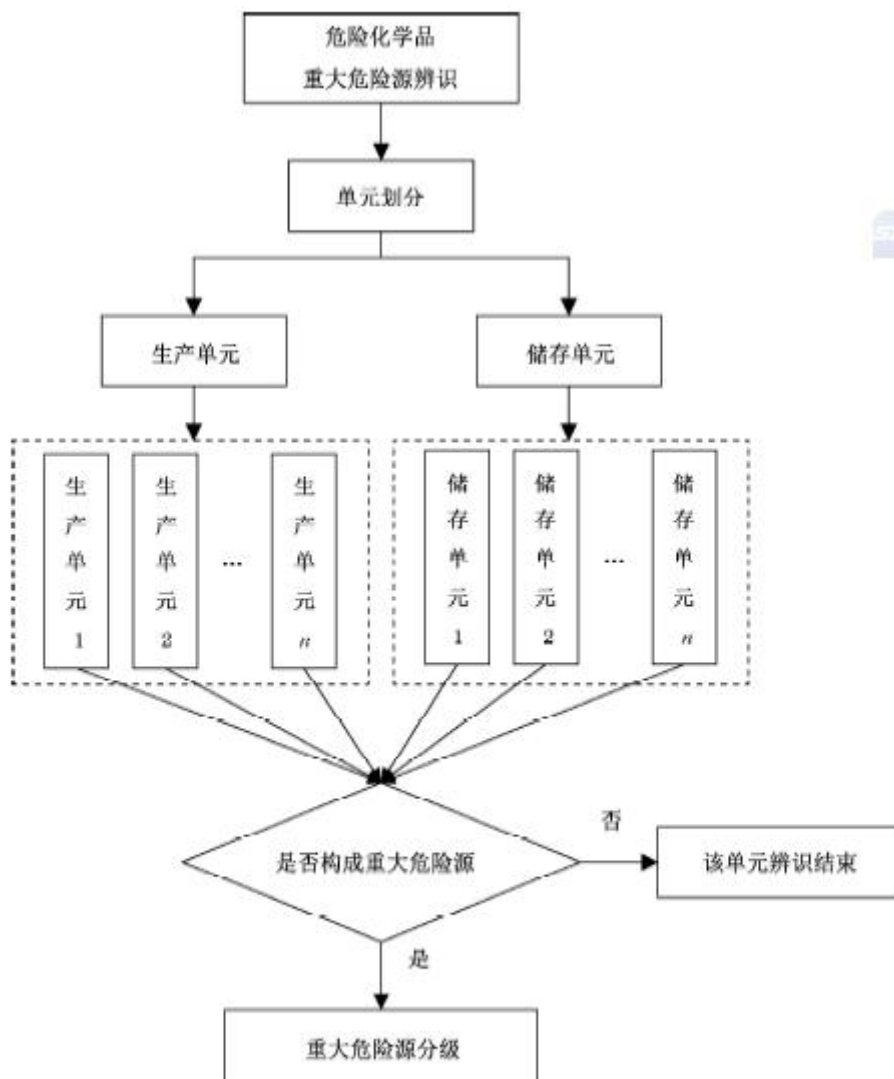 危险化学品
重大危险源辨识
单元划分
生产单元
储存单元
生产单元1
生产单元2
…
生产单元n
储存单元1
储存单元2
…
储存单元n
是否构成重大危险源
否
该单元辨识结束
是
重大危险源分级